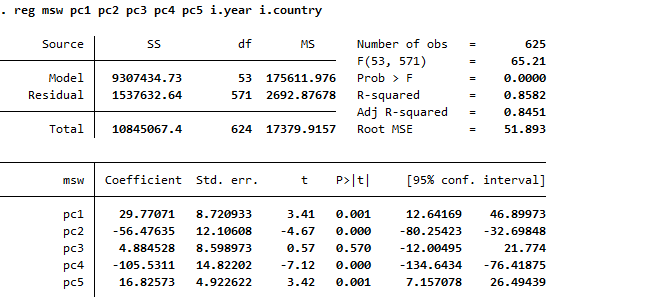 . reg msw pc1 pc2 pc3 pc4 pc5 i.year i.country
Source SS df MS Number of obs = 625
F(53, 571) = 65.21
Model 9307434.73 53 175611.976 Prob > F = 0.0000
Residual 1537632.64 571 2692.87678 R-squared = 0.8582
Adj R-squared = 0.8451
Total 10845067.4 624 17379.9157 Root MSE = 51.893
msw Coefficient Std. err. t P>|t| [95% conf. interval]
pc1 29.77071 8.720933 3.41 0.001 12.64169 46.89973
pc2 -56.47635 12.10608 -4.67 0.000 -80.25423 -32.69848
pc3 4.884528 8.598973 0.57 0.570 -12.00495 21.774
pc4 -105.5311 14.82202 -7.12 0.000 -134.6434 -76.41875
pc5 16.82573 4.922622 3.42 0.001 7.157078 26.49439